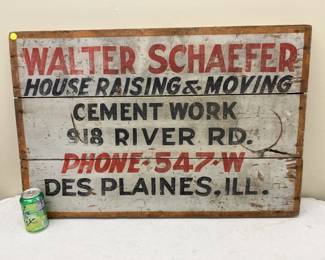 WALTER SCHAEFER
HOUSE RAISING & MOVING
CEMENT WORK
918 RIVER RD.
PHONE·547·W
DES PLAINES, ILL.